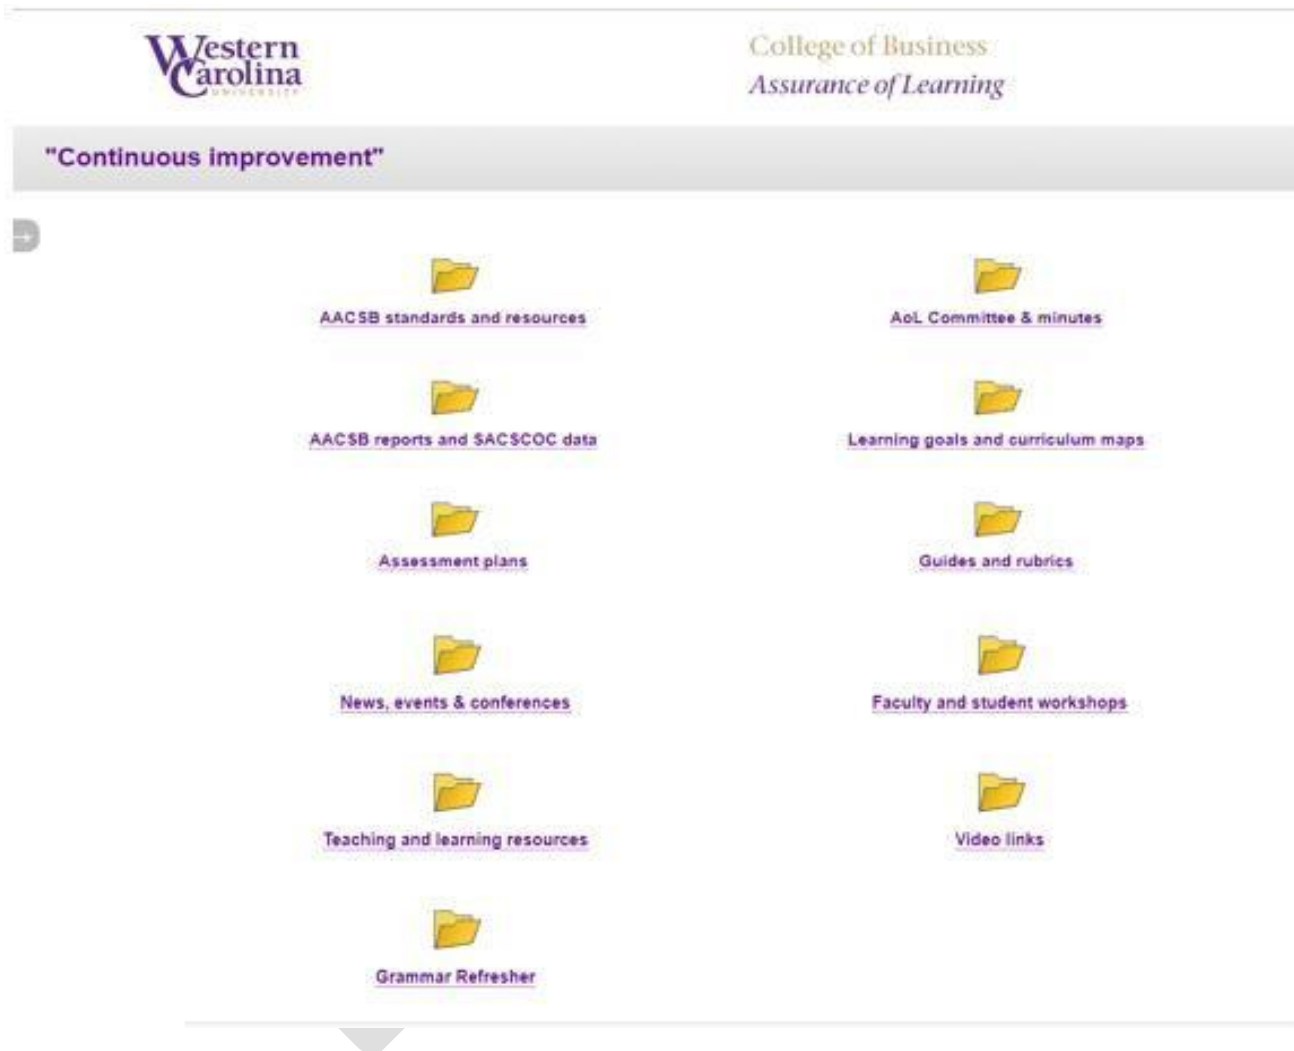 Western
Carolina
UNIVERSITY
College of Business
Assurance of Learning
"Continuous improvement"
AACSB standards and resources
AoL Committee & minutes
AACSB reports and SACSCOC data
Learning goals and curriculum maps
Assessment plans
Guides and rubrics
News, events & conferences
Faculty and student workshops
Teaching and learning resources
Video links
Grammar Refresher